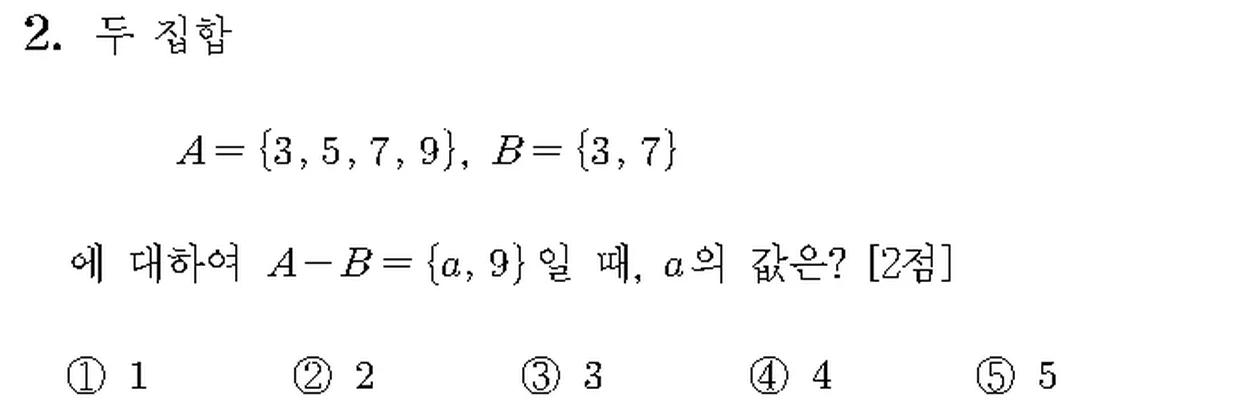 2. 두 집합
A={3, 5, 7, 9}, B={3, 7}
에 대하여 A-B={a, 9}일 때, a의 값은? [2점]
① 1 ② 2 ③ 3 ④ 4 ⑤ 5